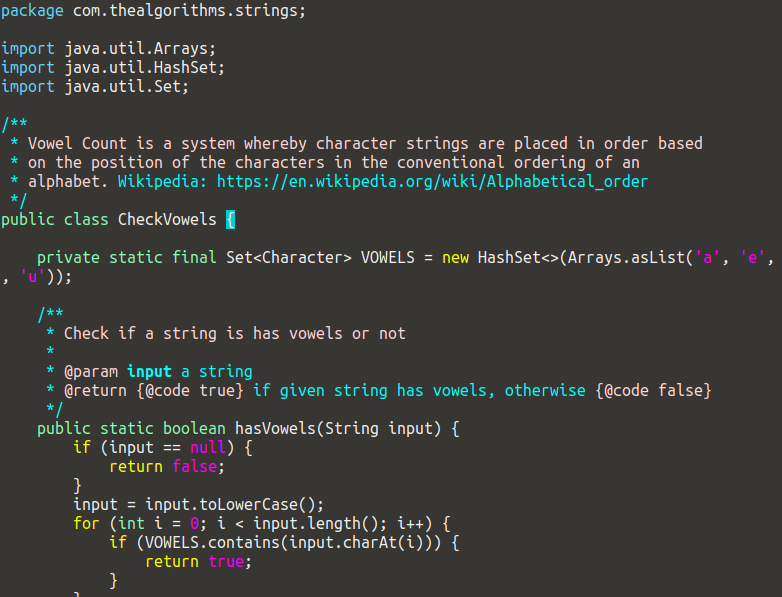 package com.thealgorithms.strings;

import java.util.Arrays;
import java.util.HashSet;
import java.util.Set;

/**
 * Vowel Count is a system whereby character strings are placed in order based
 * on the position of the characters in the conventional ordering of an
 * alphabet. Wikipedia: https://en.wikipedia.org/wiki/Alphabetical_order
 */
public class CheckVowels {

    private static final Set<Character> VOWELS = new HashSet<>(Arrays.asList('a', 'e',
, 'u'));

    /**
     * Check if a string is has vowels or not
     *
     * @param input a string
     * @return {@code true} if given string has vowels, otherwise {@code false}
     */
    public static boolean hasVowels(String input) {
        if (input == null) {
            return false;
        }
        input = input.toLowerCase();
        for (int i = 0; i < input.length(); i++) {
            if (VOWELS.contains(input.charAt(i))) {
                return true;
            }